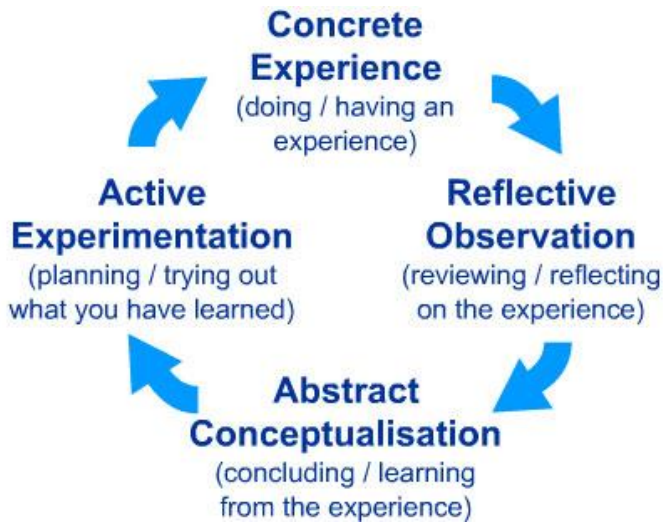 Concrete
Experience
(doing / having an
experience)
Active
Experimentation
(planning / trying out
what you have learned)
Reflective
Observation
(reviewing / reflecting
on the experience)
Abstract
Conceptualisation
(concluding / learning
from the experience)